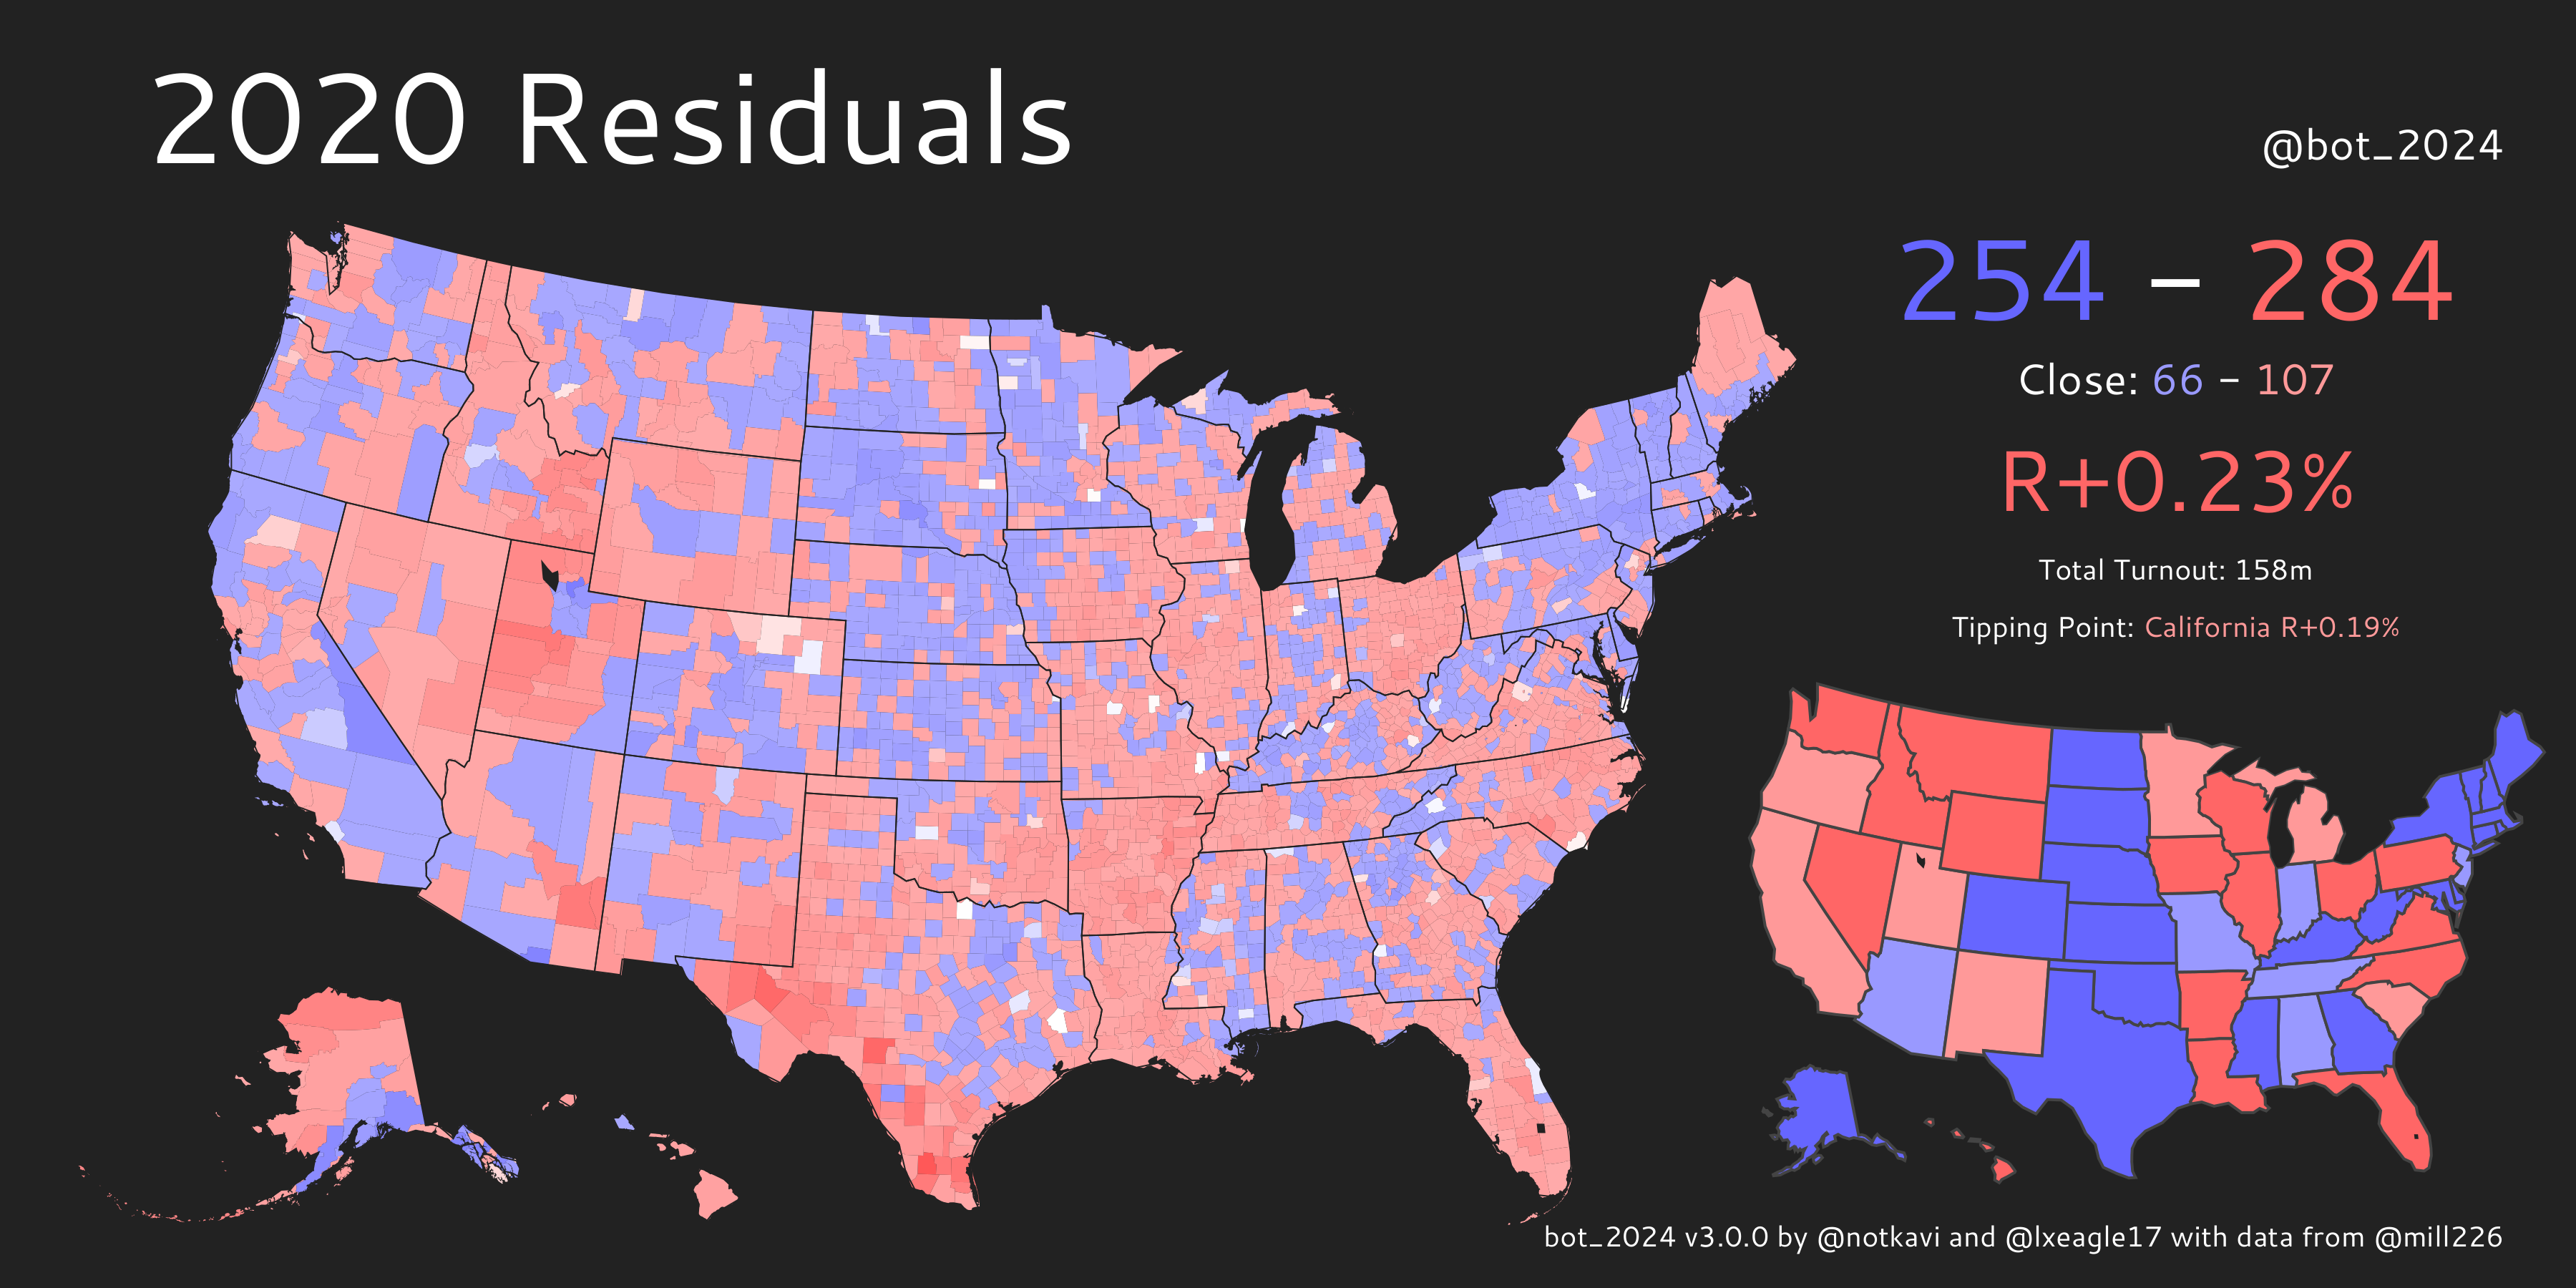 2020 Residuals
@bot_2024
254 - 284
Close: 66 - 107
R+0.23%
Total Turnout: 158m
Tipping Point: California R+0.19%
bot_2024 v3.0.0 by @notkavi and @lxeagle17 with data from @mill226